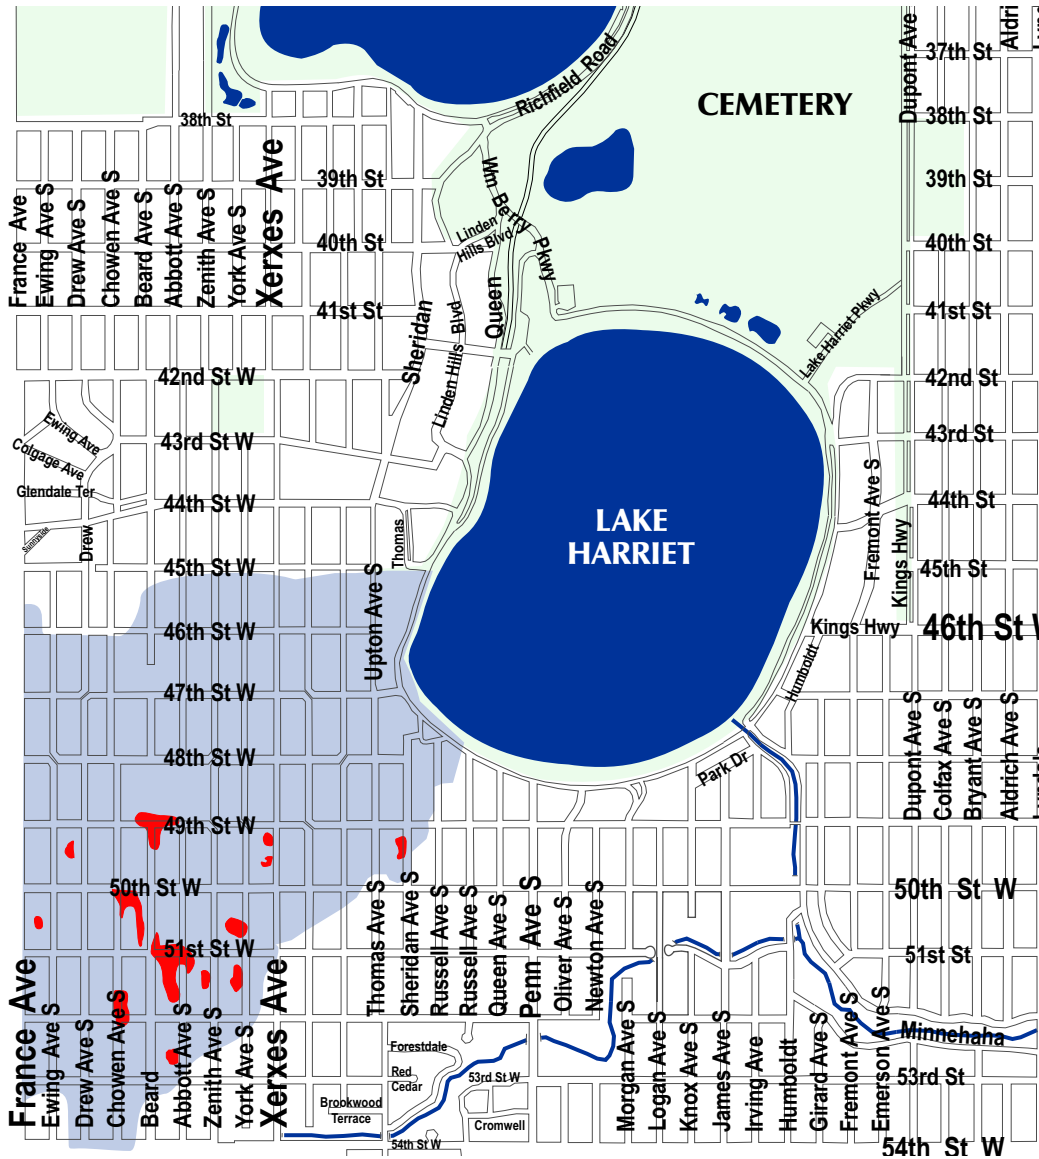 Dupont Ave
37th St
Richfield Road
CEMETERY
38th St
38th St
Xerxes Ave
39th St
39th St
Wm Berry Pkwy
Linden
Hills Blvd
40th St
40th St
France Ave
Ewing Ave S
Drew Ave S
Chowen Ave S
Beard Ave S
Abbott Ave S
Zenith Ave S
York Ave S
41st St
41st St
Sheridan
Linden Hills Blvd
Queen
Lake Harriet Pkwy
42nd St W
42nd St
Ewing Ave
Colgage Ave
43rd St W
43rd St
Glendale Ter
44th St W
44th St
Sunnyside
Drew
Thomas
LAKE
HARRIET
Fremont Ave S
Kings Hwy
45th St W
45th St
Upton Ave S
46th St W
Kings Hwy
46th St W
Humboldt
47th St W
Dupont Ave S
Colfax Ave S
Bryant Ave S
Aldrich Ave S
48th St W
Park Dr
49th St W
50th St W
50th St W
Thomas Ave S
Sheridan Ave S
Russell Ave S
Russell Ave S
Queen Ave S
Penn Ave S
Oliver Ave S
Newton Ave S
51st St W
51st St
France Ave
Ewing Ave S
Drew Ave S
Chowen Ave S
Beard
Abbott Ave S
Zenith Ave S
York Ave S
Xerxes Ave
Morgan Ave S
Logan Ave S
Knox Ave S
James Ave S
Irving Ave
Humboldt
Girard Ave S
Fremont Ave S
Emerson Ave S
Minnehaha
Forestdale
Red
Cedar
53rd St W
53rd St
Brookwood
Terrace
Cromwell
54th St W
54th St W